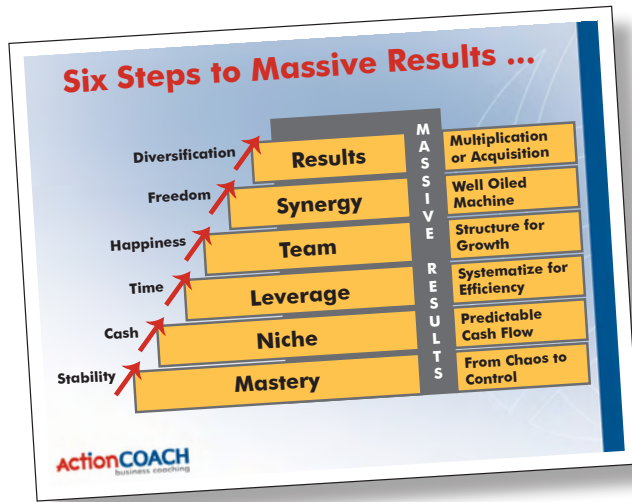 Six Steps to Massive Results ...
Diversification
Results
Multiplication
or Acquisition
Freedom
Synergy
Well Oiled
Machine
Happiness
Team
Structure for
Growth
Time
Leverage
Systematize for
Efficiency
Cash
Niche
Predictable
Cash Flow
Stability
Mastery
From Chaos to
Control
MASSIVE RESULTS
ActionCOACH
business coaching